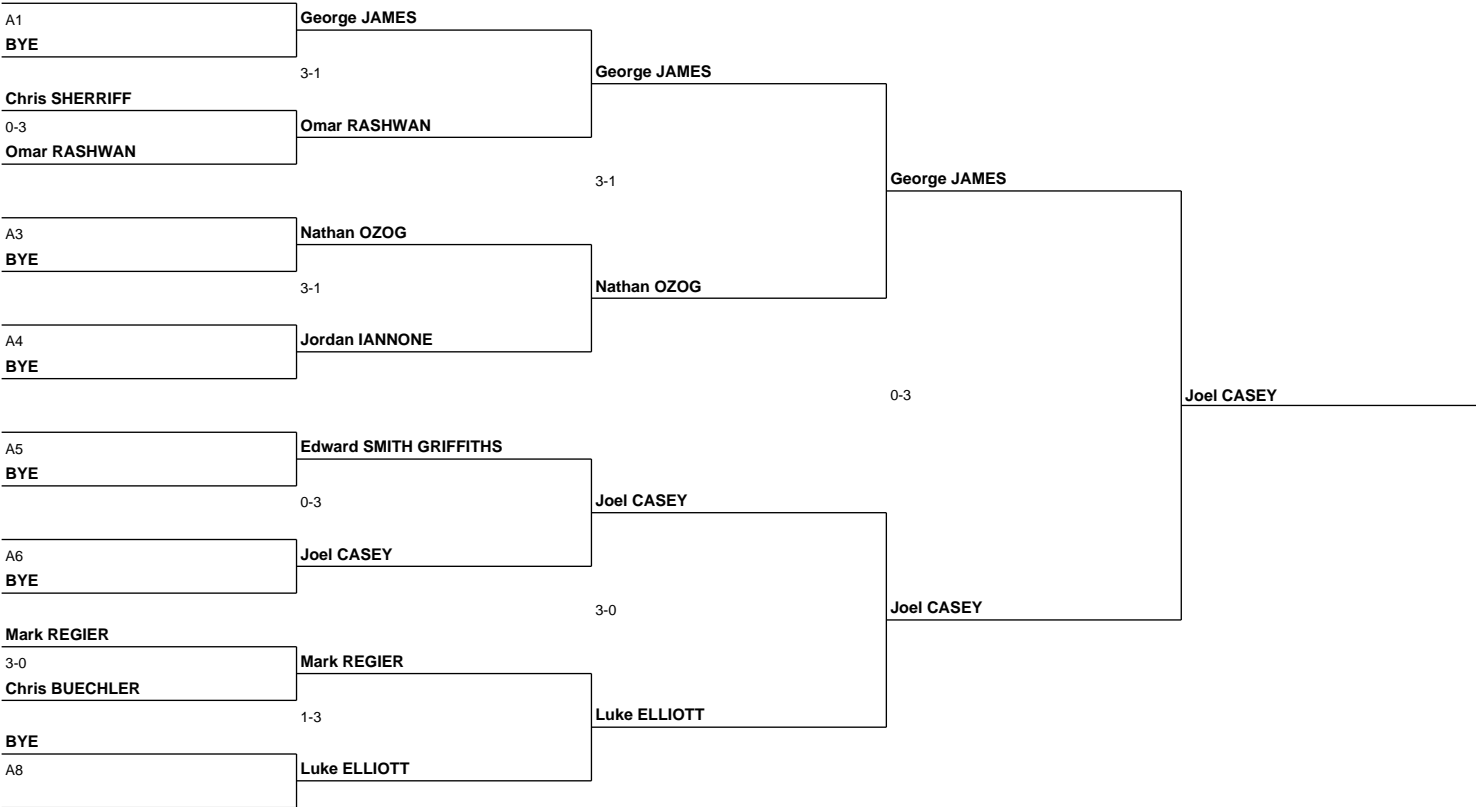 A1
BYE
George JAMES
3-1
Chris SHERRIFF
0-3
Omar RASHWAN
Omar RASHWAN
George JAMES
3-1
A3
BYE
Nathan OZOG
3-1
A4
BYE
Jordan IANNONE
Nathan OZOG
George JAMES
0-3
A5
BYE
Edward SMITH GRIFFITHS
0-3
A6
BYE
Joel CASEY
Joel CASEY
3-0
Mark REGIER
3-0
Chris BUECHLER
Mark REGIER
1-3
BYE
A8
Luke ELLIOTT
Luke ELLIOTT
Joel CASEY
Joel CASEY